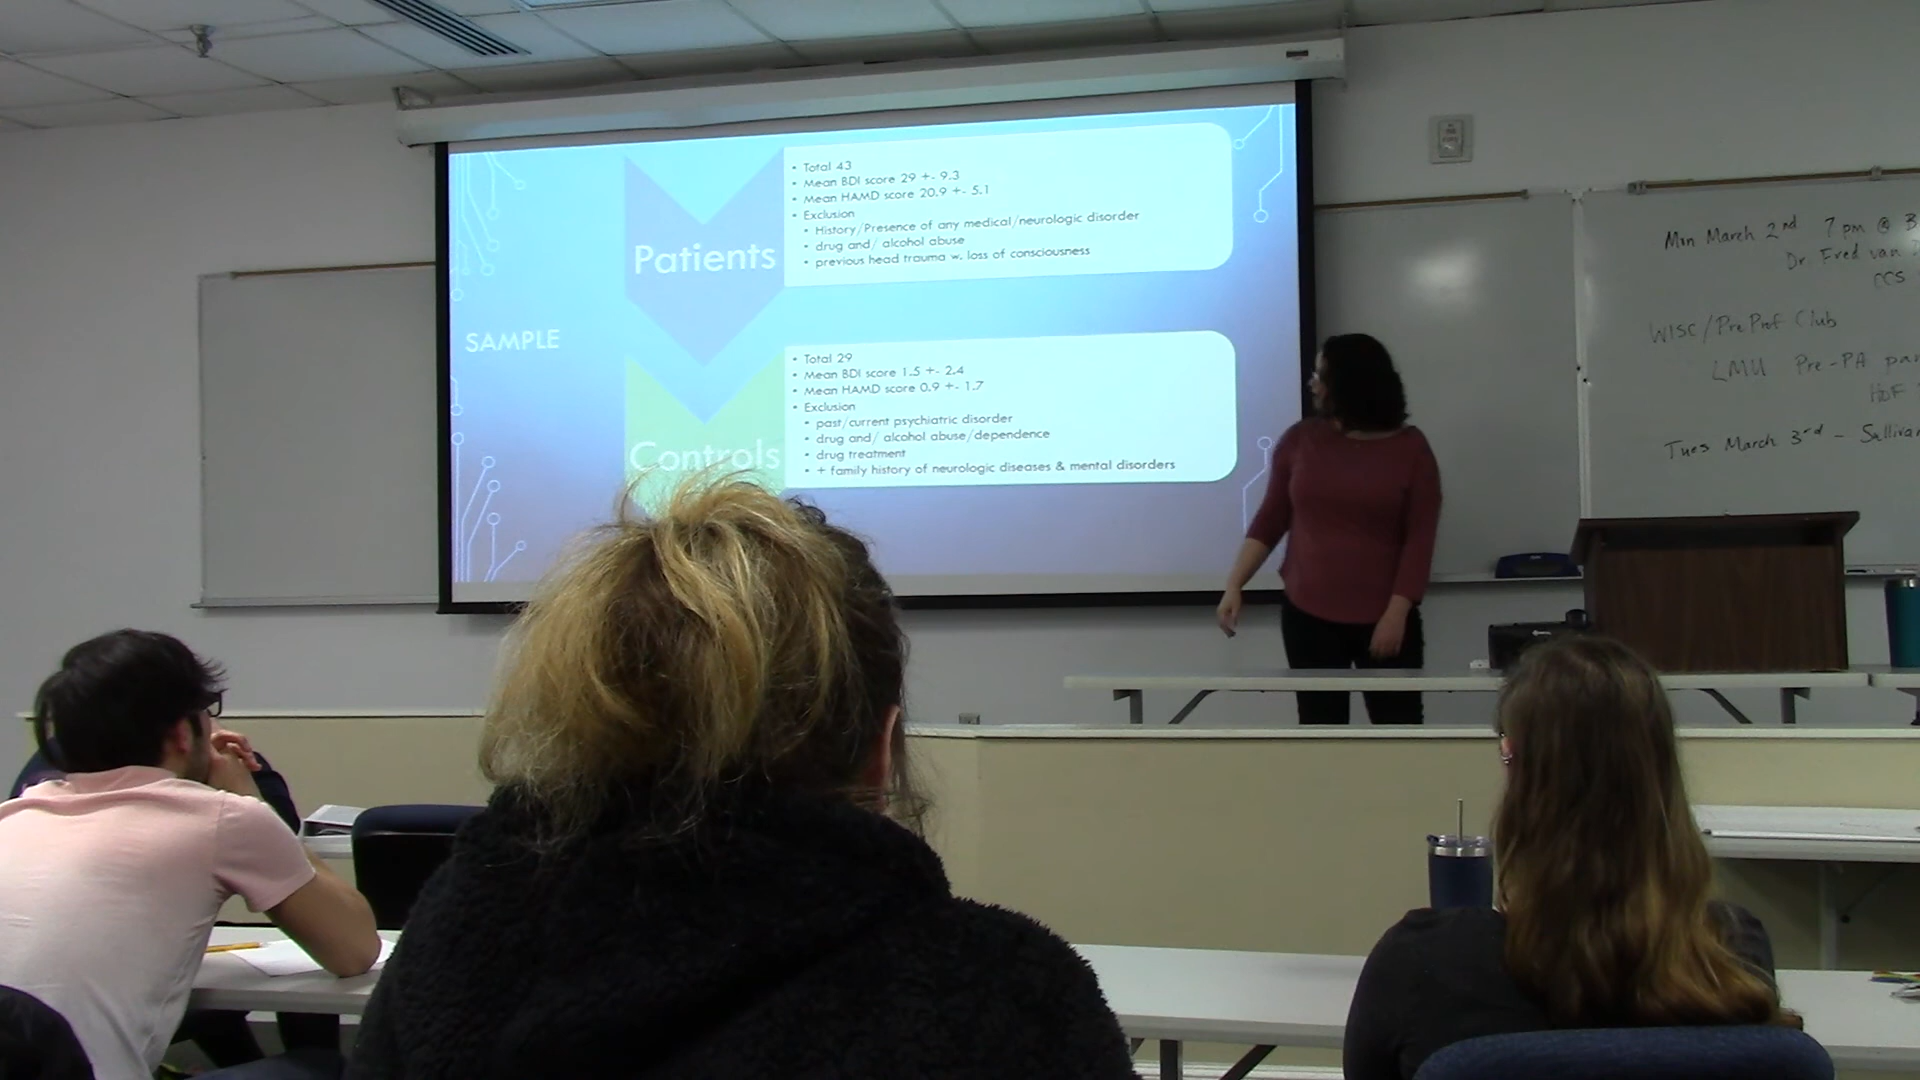 SAMPLE
Patients
• Total 43
• Mean BDI score 29 +- 9.3
• Mean HAMD score 20.9 +- 5.1
• Exclusion
• History/Presence of any medical/neurologic disorder
• drug and/ alcohol abuse
• previous head trauma w. loss of consciousness
Controls
• Total 29
• Mean BDI score 1.5 +- 2.4
• Mean HAMD score 0.9 +- 1.7
• Exclusion
• past/current psychiatric disorder
• drug and/ alcohol abuse/dependence
• drug treatment
• + family history of neurologic diseases & mental disorders
Mon March 2nd 7 pm @ B
Dr. Fred van
CCS
WISC/PreProf Club
LMU Pre-PA pan
HoF
Tues March 3rd - Sullivan